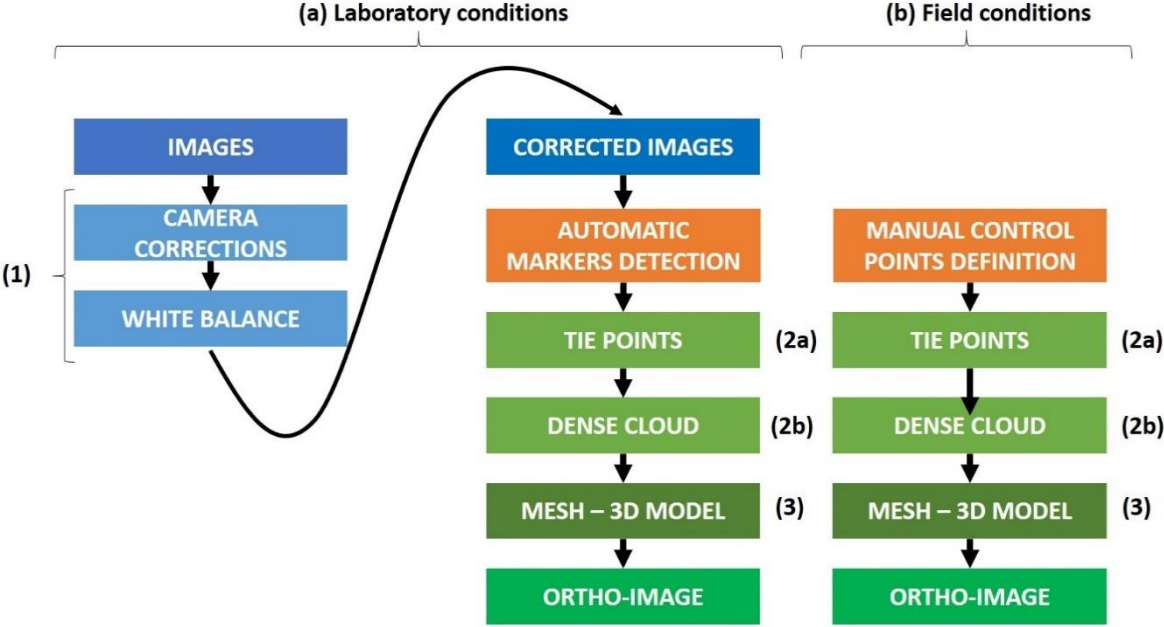 (a) Laboratory conditions
(b) Field conditions
IMAGES
CAMERA
CORRECTIONS
(1)
WHITE BALANCE
CORRECTED IMAGES
AUTOMATIC
MARKERS DETECTION
TIE POINTS
(2a)
DENSE CLOUD
(2b)
MESH – 3D MODEL
(3)
ORTHO-IMAGE
MANUAL CONTROL
POINTS DEFINITION
TIE POINTS
(2a)
DENSE CLOUD
(2b)
MESH – 3D MODEL
(3)
ORTHO-IMAGE